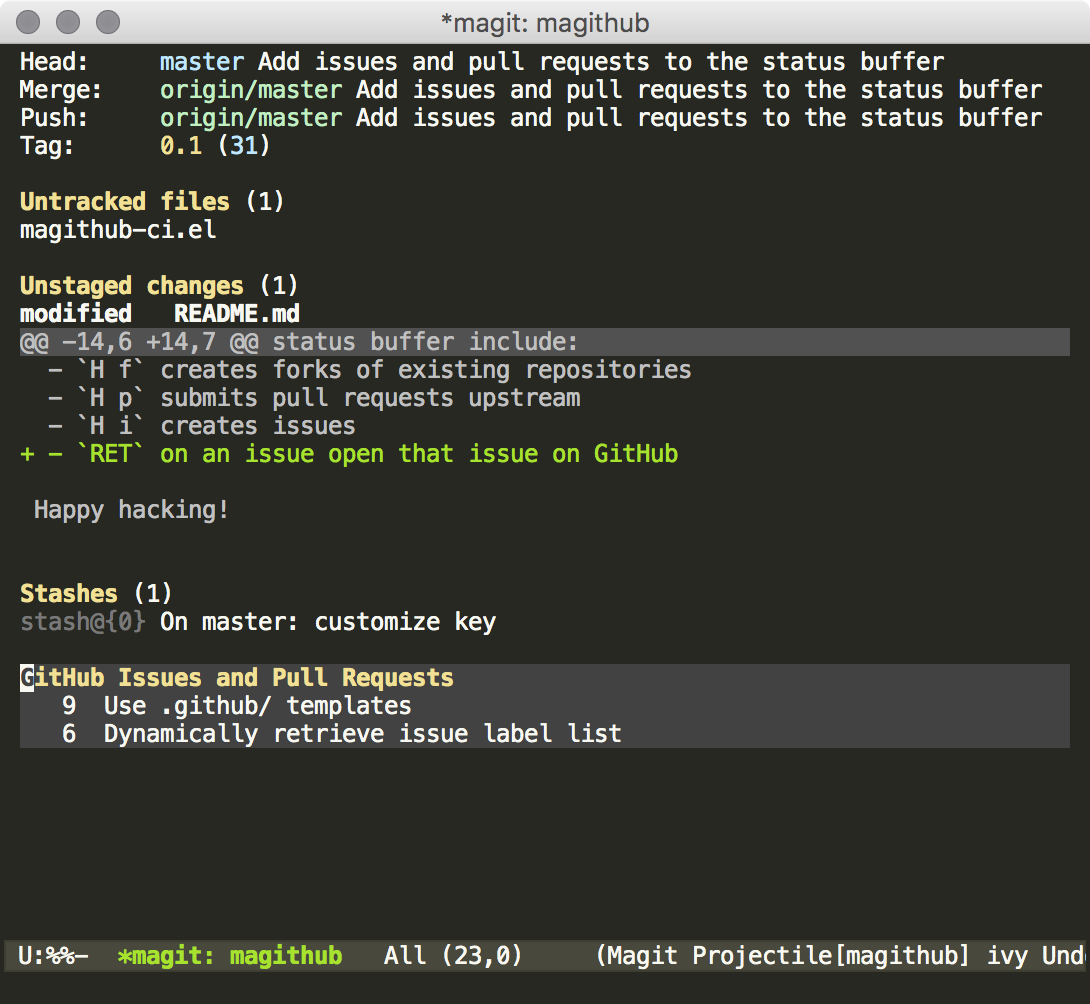 *magit: magithub
Head:     master Add issues and pull requests to the status buffer
Merge:    origin/master Add issues and pull requests to the status buffer
Push:     origin/master Add issues and pull requests to the status buffer
Tag:      0.1 (31)
Untracked files (1)
magithub-ci.el
Unstaged changes (1)
modified   README.md
@@ -14,6 +14,7 @@ status buffer include:
  - `H f` creates forks of existing repositories
  - `H p` submits pull requests upstream
  - `H i` creates issues
+ - `RET` on an issue open that issue on GitHub
 Happy hacking!
Stashes (1)
stash@{0} On master: customize key
GitHub Issues and Pull Requests
   9  Use .github/ templates
   6  Dynamically retrieve issue label list
U:%%-  *magit: magithub   All (23,0)     (Magit Projectile[magithub] ivy Und